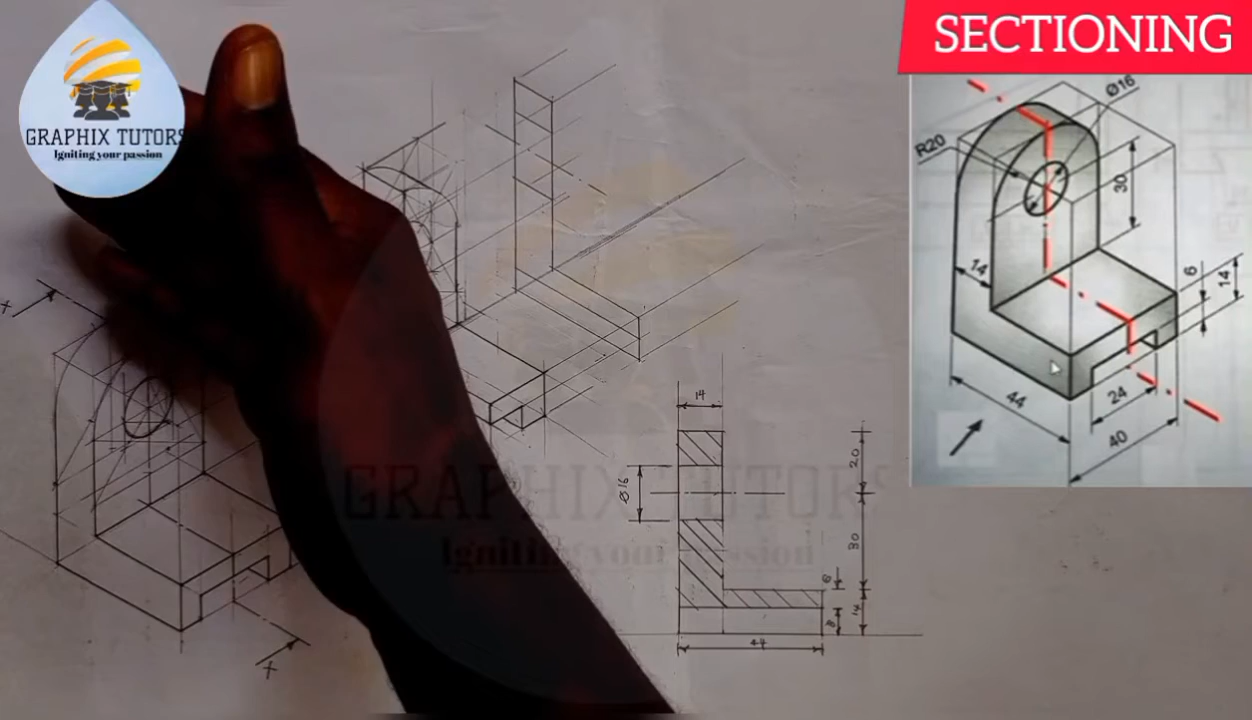 GRAPHIX TUTORS
Igniting your passion
SECTIONING
Ø16
R20
30
14
6
14
44
24
40
X
X
14
Ø16
20
30
6
14
8
44
GRAPHIX TUTORS
Igniting your passion